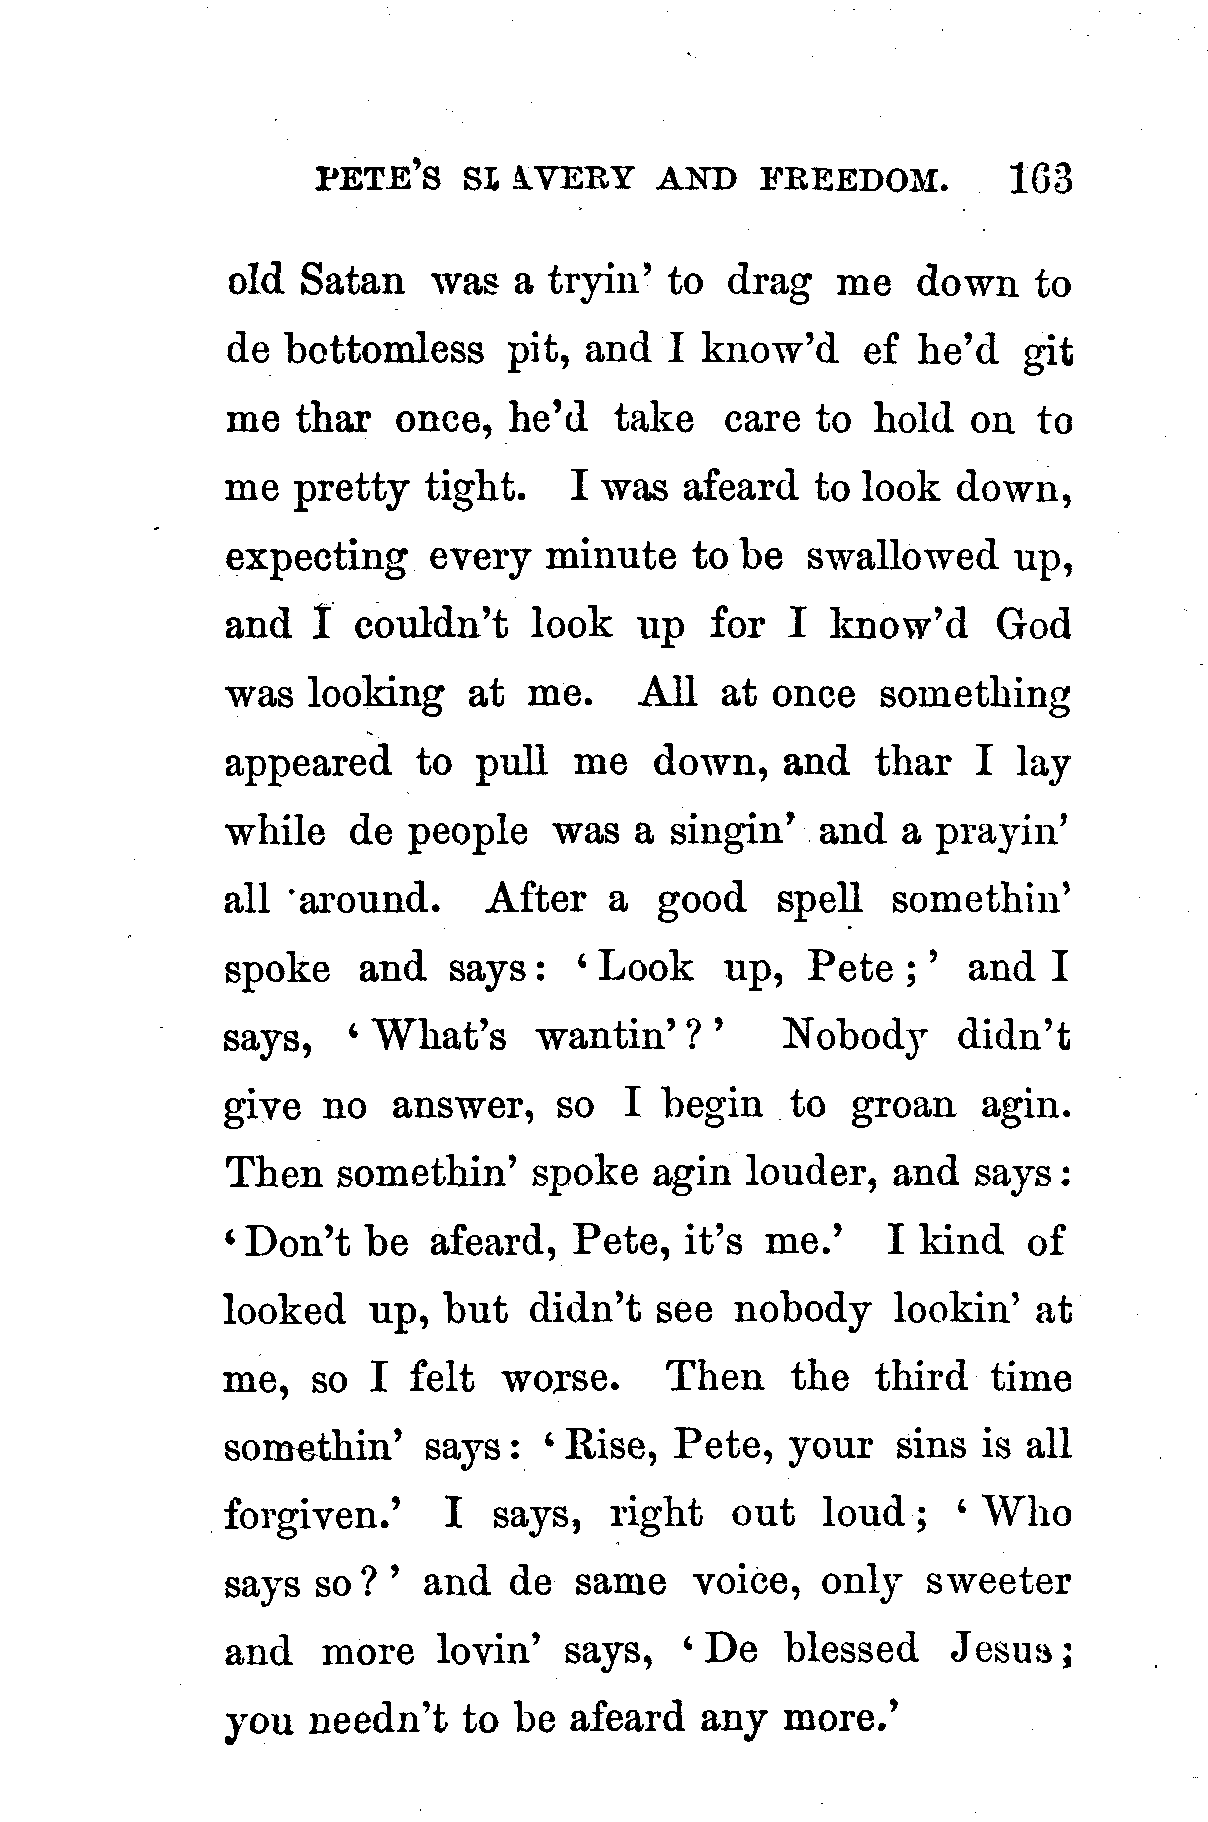 PETE'S SLAVERY AND FREEDOM. 163
old Satan was a tryin' to drag me down to
de bottomless pit, and I know'd ef he'd git
me thar once, he'd take care to hold on to
me pretty tight. I was afeard to look down,
expecting every minute to be swallowed up,
and I couldn't look up for I know'd God
was looking at me. All at once something
appeared to pull me down, and thar I lay
while de people was a singin' and a prayin'
all around. After a good spell somethin'
spoke and says: 'Look up, Pete;' and I
says, 'What's wantin'?' Nobody didn't
give no answer, so I begin to groan agin.
Then somethin' spoke agin louder, and says:
'Don't be afeard, Pete, it's me.' I kind of
looked up, but didn't see nobody lookin' at
me, so I felt worse. Then the third time
somethin' says: 'Rise, Pete, your sins is all
forgiven.' I says, right out loud; 'Who
says so?' and de same voice, only sweeter
and more lovin' says, 'De blessed Jesus;
you needn't to be afeard any more.'